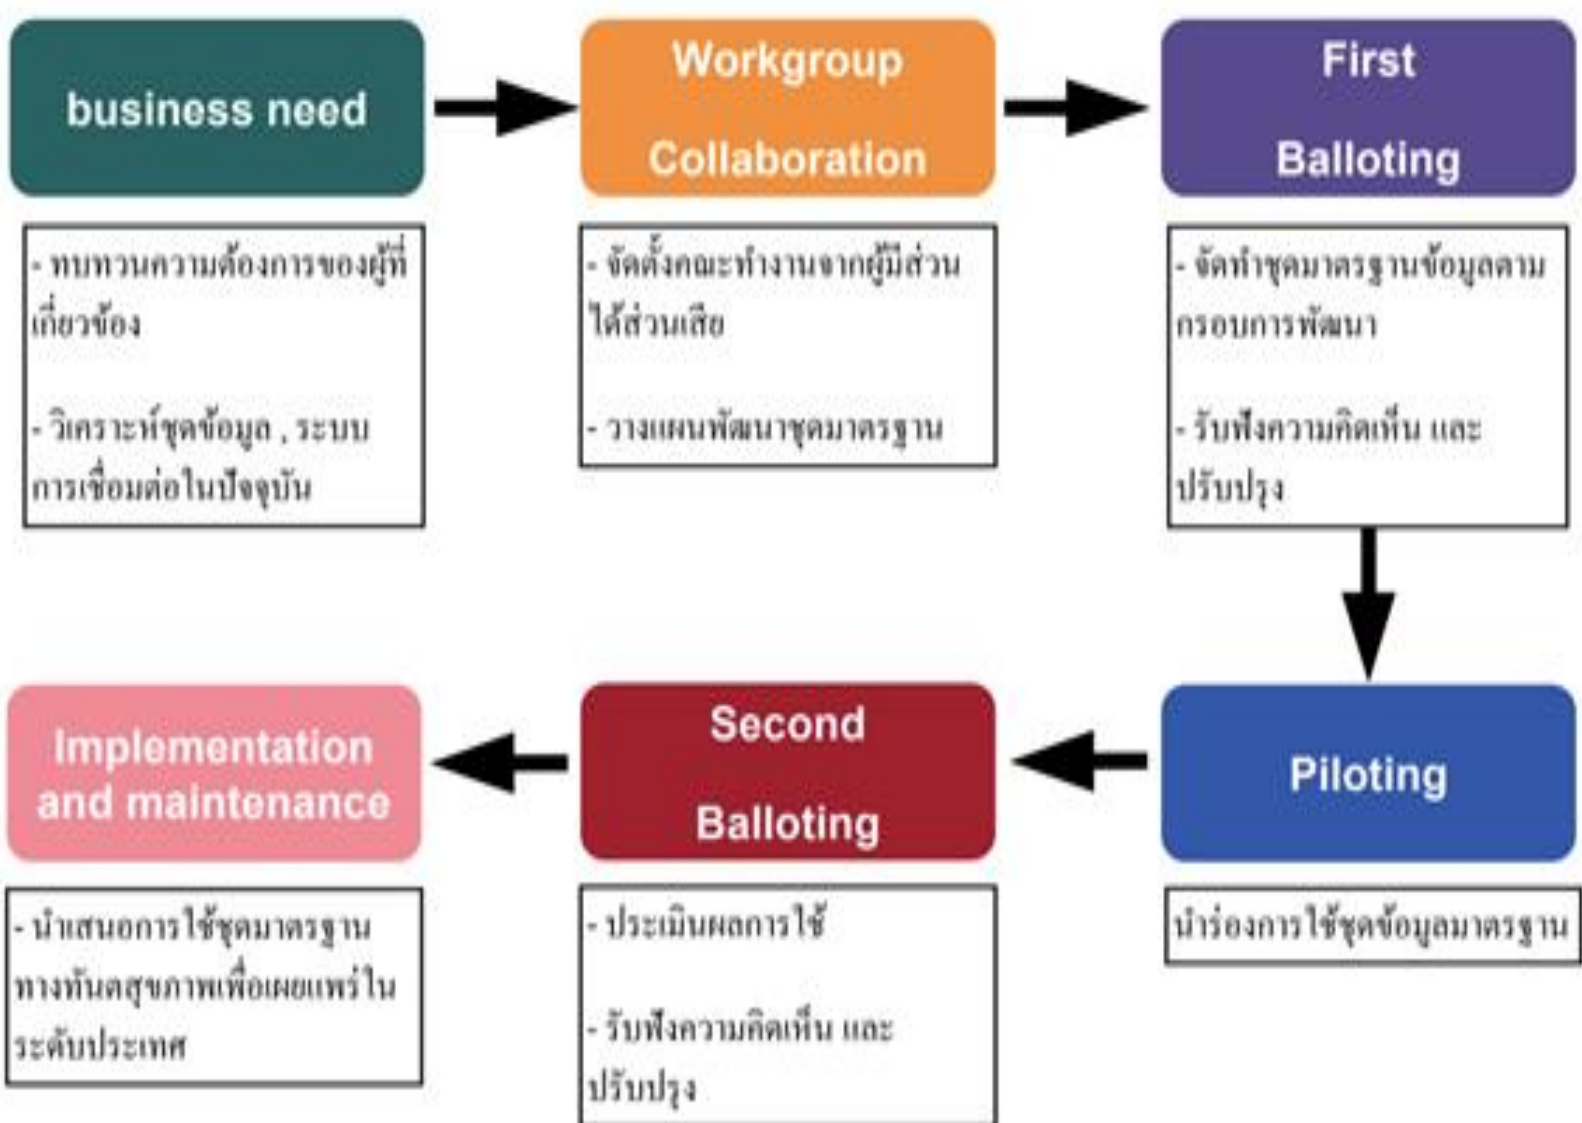 business need
- ทบทวนความต้องการของผู้ที่
เกี่ยวข้อง
- วิเคราะห์ชุดข้อมูล , ระบบ
การเชื่อมต่อในปัจจุบัน
Workgroup
Collaboration
- จัดตั้งคณะทำงานจากผู้มีส่วน
ได้ส่วนเสีย
- วางแผนพัฒนาชุดมาตรฐาน
First
Balloting
- จัดทำชุดมาตรฐานข้อมูลตาม
กรอบการพัฒนา
- รับฟังความคิดเห็น และ
ปรับปรุง
Piloting
นำร่องการใช้ชุดข้อมูลมาตรฐาน
Second
Balloting
- ประเมินผลการใช้
- รับฟังความคิดเห็น และ
ปรับปรุง
Implementation
and maintenance
- นำเสนอการใช้ชุดมาตรฐาน
ทางทันตสุขภาพเพื่อเผยแพร่ใน
ระดับประเทศ